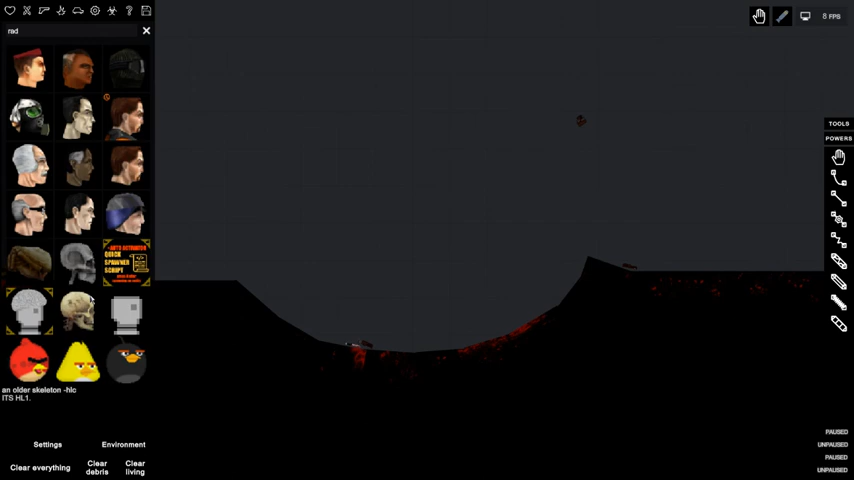 8 FPS
rad
TOOLS
POWERS
QUICK
SPAWNER
SCRIPT
an older skeleton -hlc
ITS HL1.
Settings
Environment
Clear everything
Clear debris
Clear living
PAUSED
UNPAUSED
PAUSED
UNPAUSED